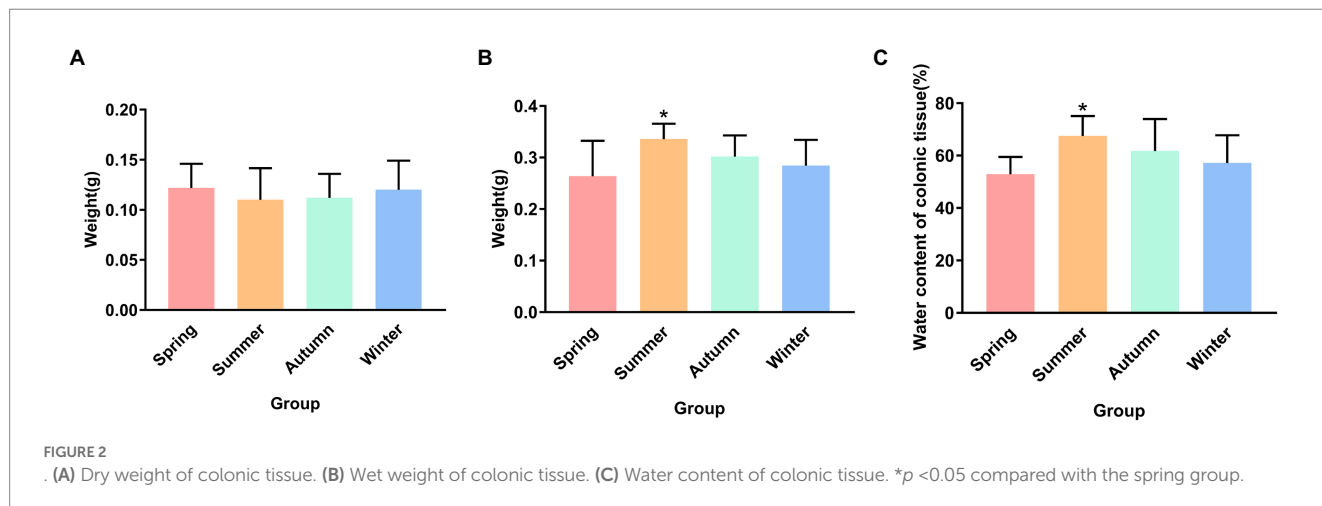 A
Weight(g)
0.20
0.15
0.10
0.05
0.00
Spring
Summer
Autumn
Winter
Group
B
Weight(g)
0.4
0.3
0.2
0.1
0.0
*
Spring
Summer
Autumn
Winter
Group
C
Water content of colonic tissue(%)
80
60
40
20
0
*
Spring
Summer
Autumn
Winter
Group
FIGURE 2
. (A) Dry weight of colonic tissue. (B) Wet weight of colonic tissue. (C) Water content of colonic tissue. *p <0.05 compared with the spring group.